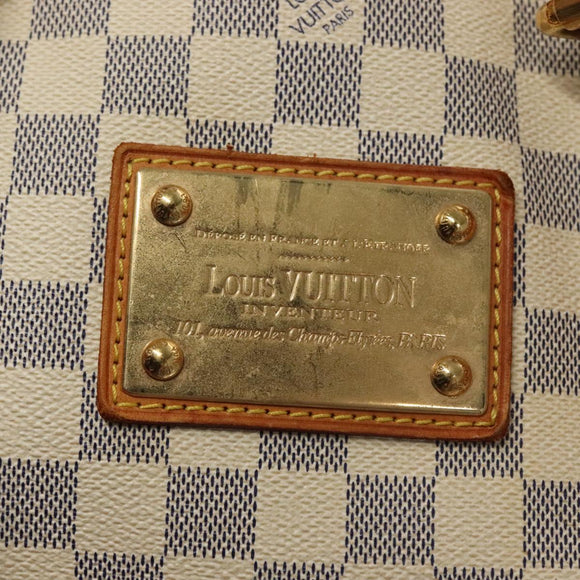 LOUIS
VUITTON
PARIS
DÉPOSÉ EN FRANCE ET A L'ÉTRANGER
LOUIS VUITTON
INVENTEUR
101, avenue des Champs-Elysées, PARIS